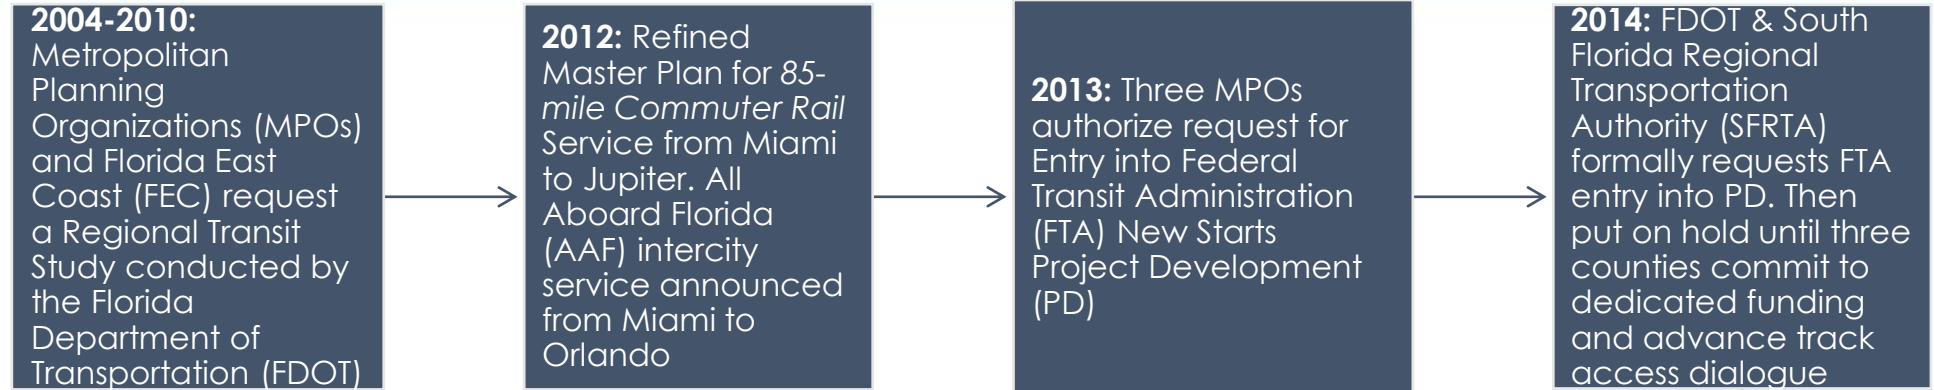 2004-2010:
Metropolitan
Planning
Organizations (MPOs)
and Florida East
Coast (FEC) request
a Regional Transit
Study conducted by
the Florida
Department of
Transportation (FDOT)
2012: Refined
Master Plan for 85-
mile Commuter Rail
Service from Miami
to Jupiter. All
Aboard Florida
(AAF) intercity
service announced
from Miami to
Orlando
2013: Three MPOs
authorize request for
Entry into Federal
Transit Administration
(FTA) New Starts
Project Development
(PD)
2014: FDOT & South
Florida Regional
Transportation
Authority (SFRTA)
formally requests FTA
entry into PD. Then
put on hold until three
counties commit to
dedicated funding
and advance track
access dialogue